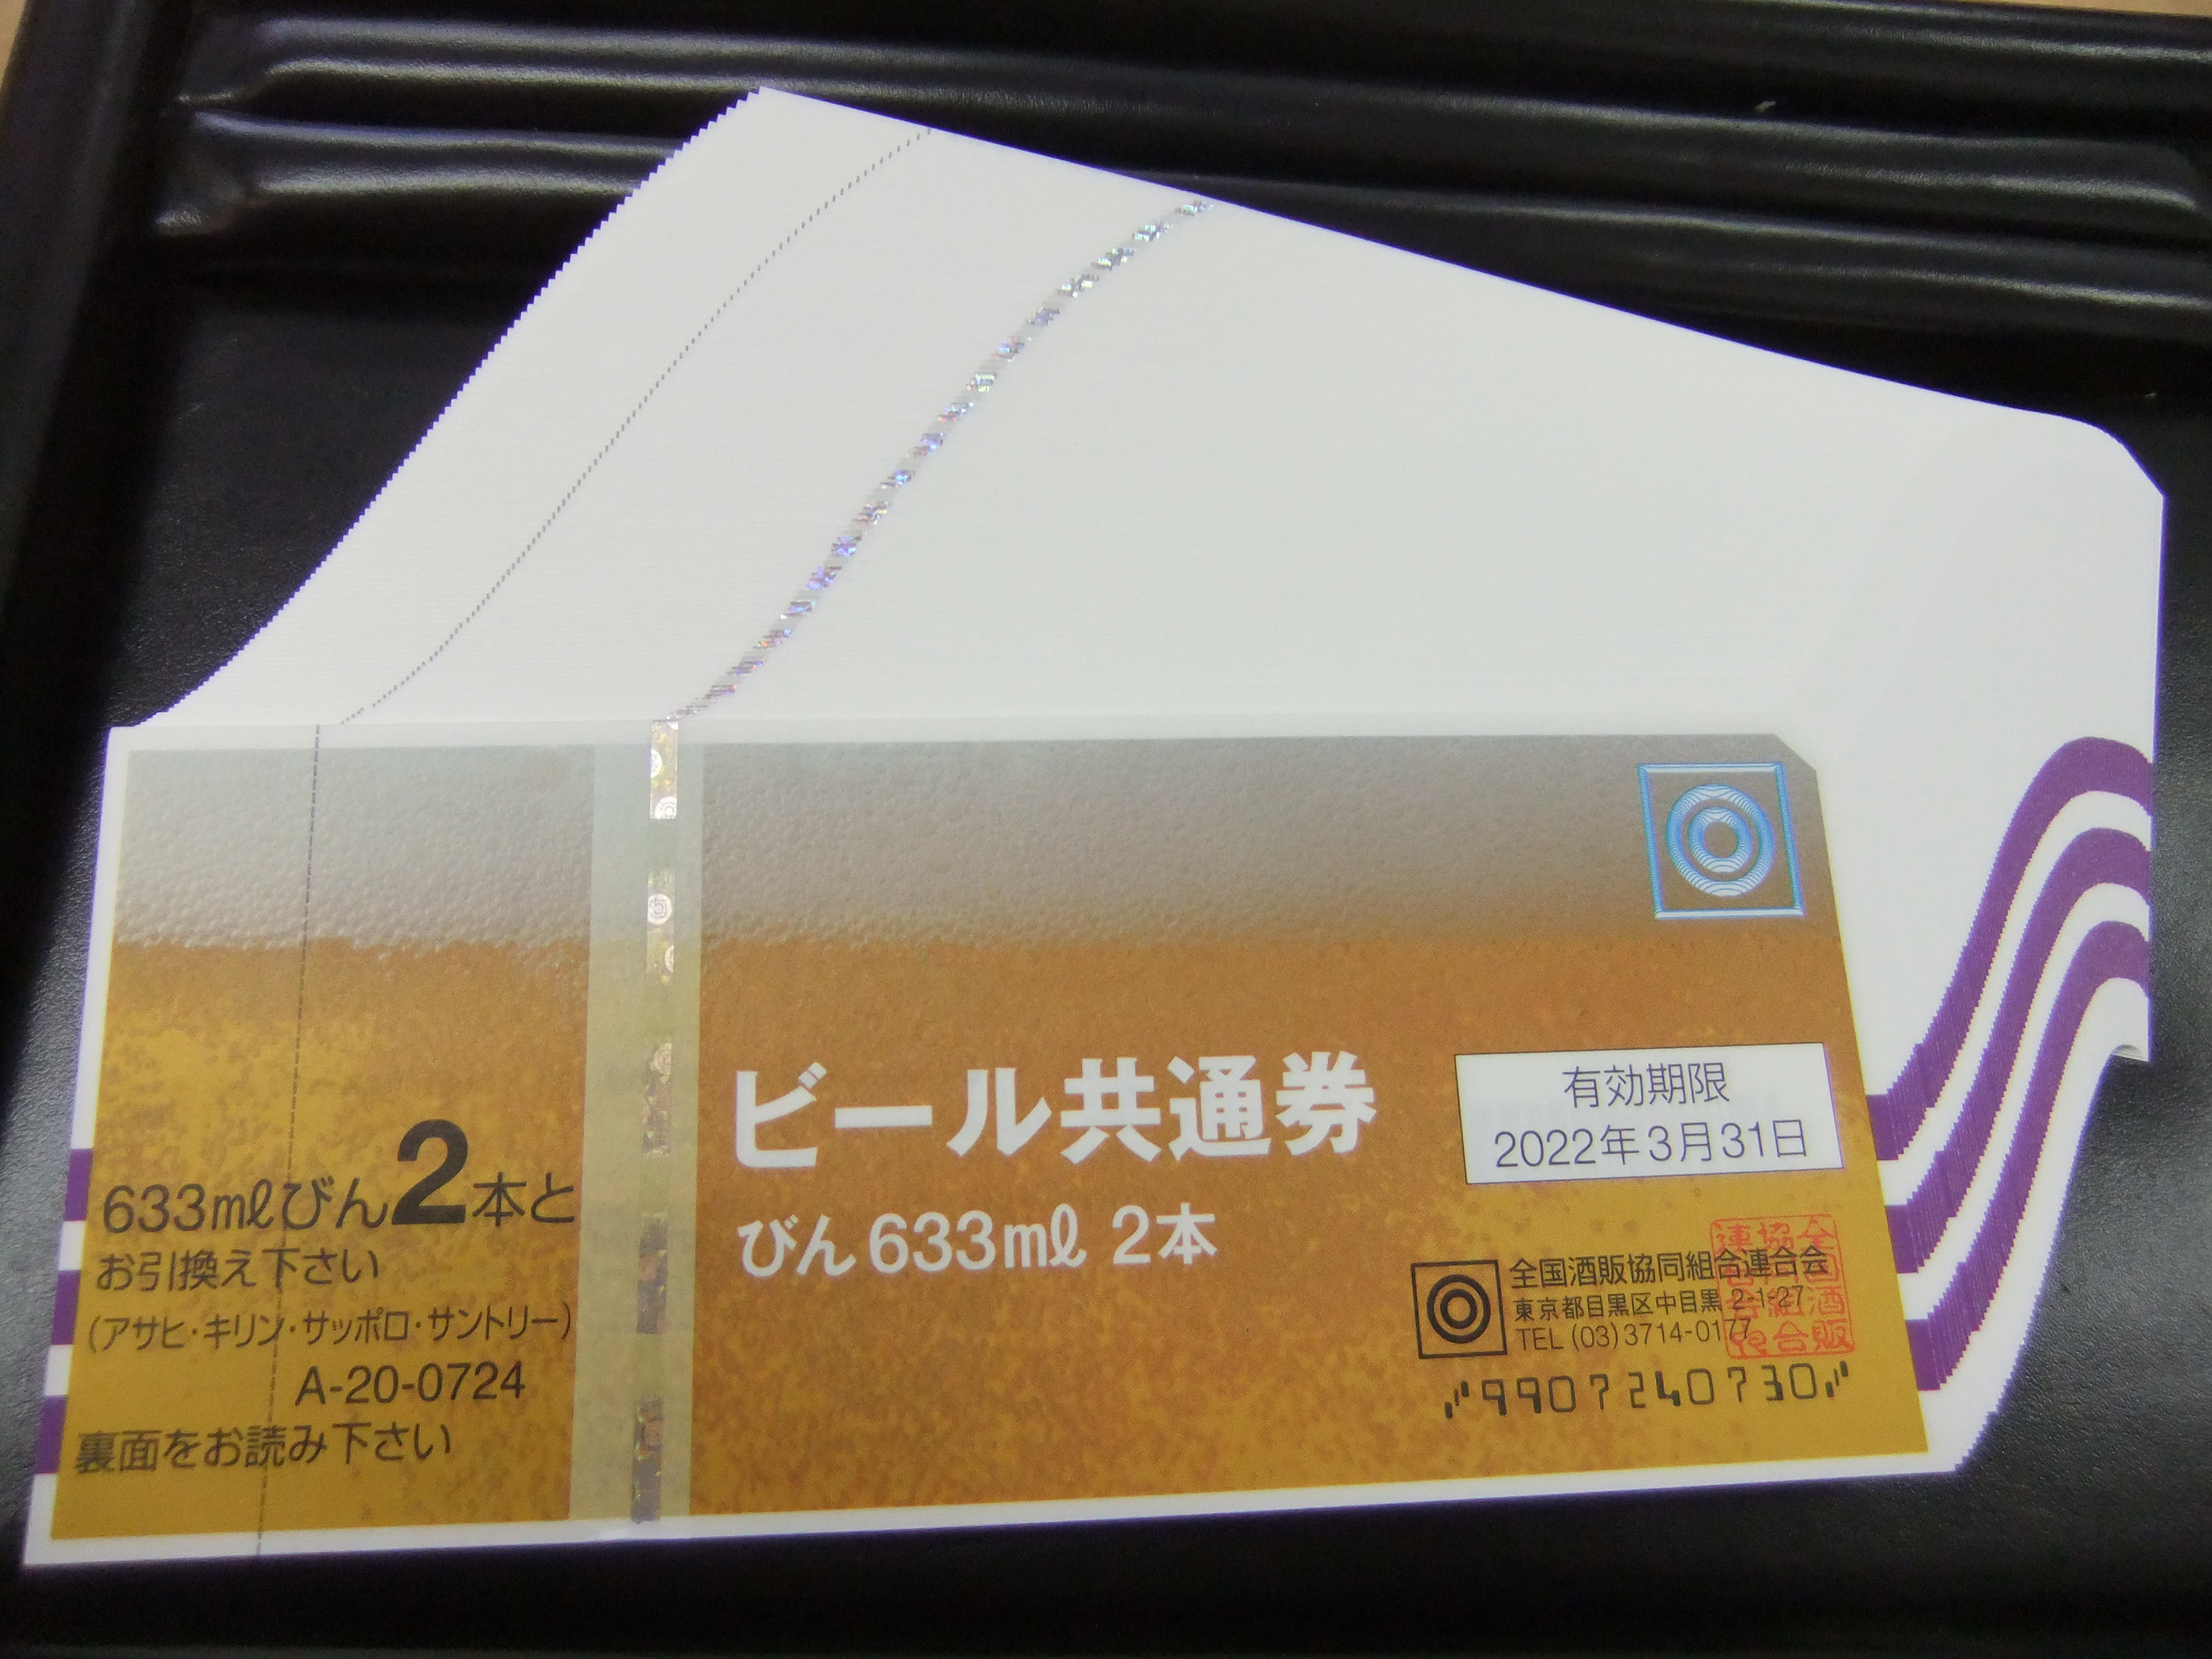 633mlびん2本と
お引換え下さい
(アサヒ・キリン・サッポロ・サントリー)
A-20-0724
裏面をお読み下さい
ビール共通券
びん633ml 2本
有効期限
2022年3月31日
全国酒販協同組合連合会
東京都目黒区中目黒2-1-27
TEL (03)3714-0177
9907240730